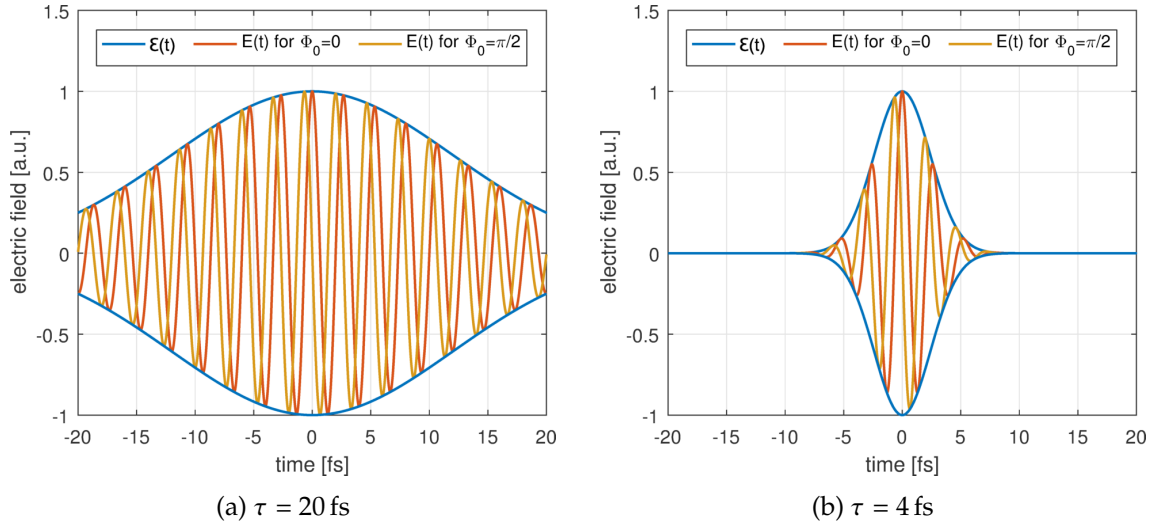 1.5
ℇ(t) E(t) for Φ₀=0 E(t) for Φ₀=π/2
1
0.5
0
-0.5
-1
electric field [a.u.]
-20 -15 -10 -5 0 5 10 15 20
time [fs]
(a) τ = 20 fs
1.5
ℇ(t) E(t) for Φ₀=0 E(t) for Φ₀=π/2
1
0.5
0
-0.5
-1
electric field [a.u.]
-20 -15 -10 -5 0 5 10 15 20
time [fs]
(b) τ = 4 fs